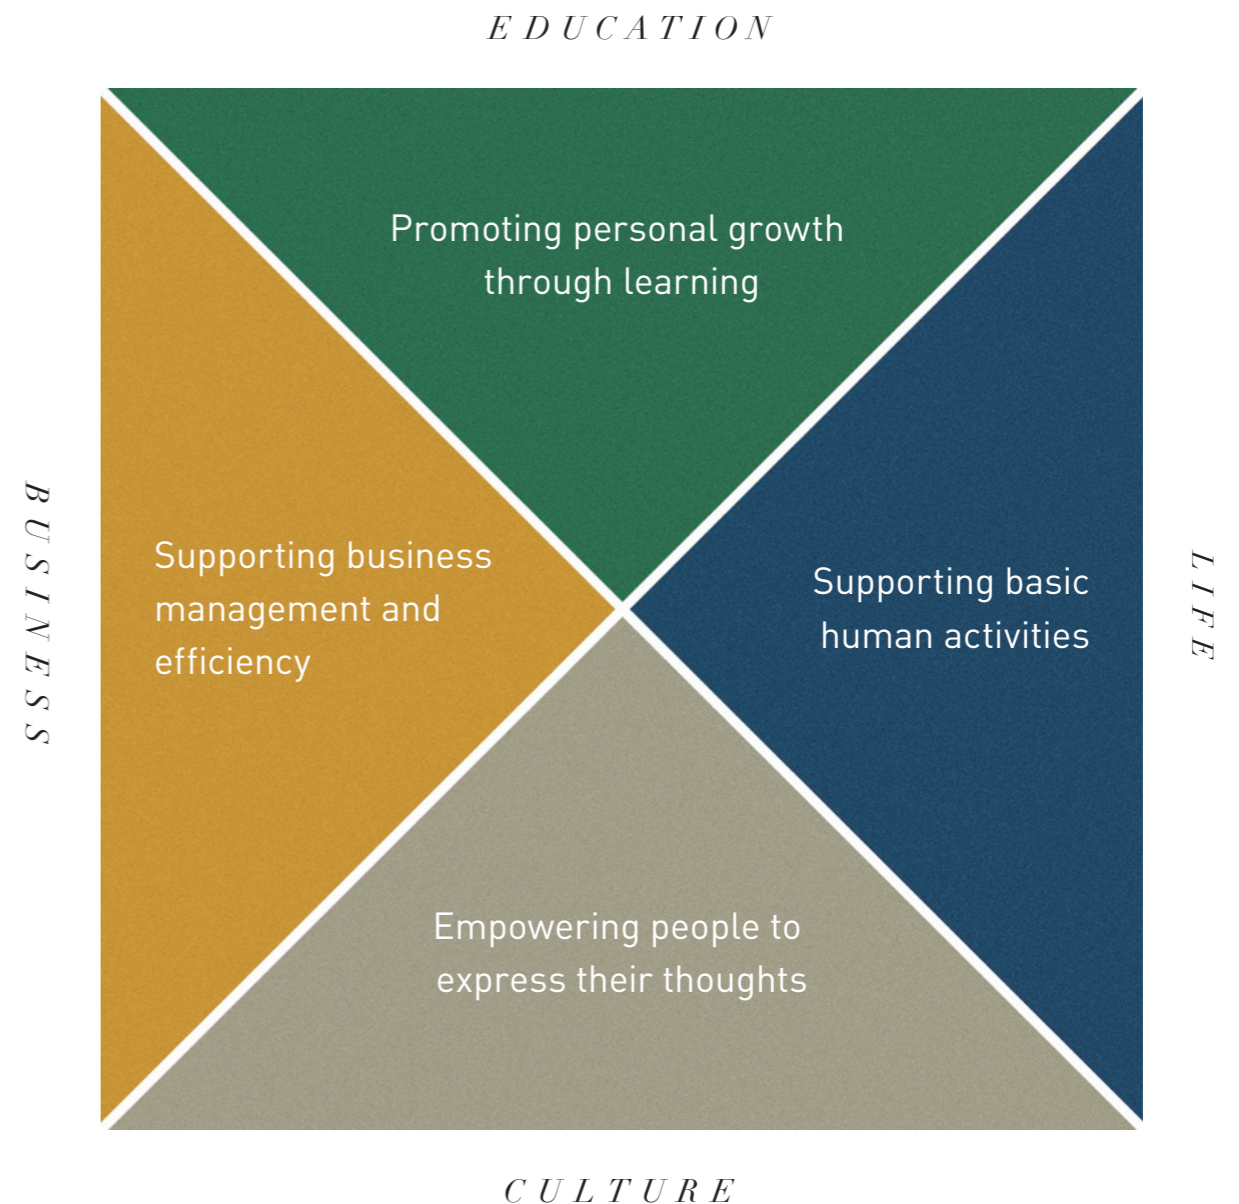 EDUCATION
Promoting personal growth
through learning
BUSINESS
Supporting business
management and
efficiency
Supporting basic
human activities
LIFE
Empowering people to
express their thoughts
CULTURE